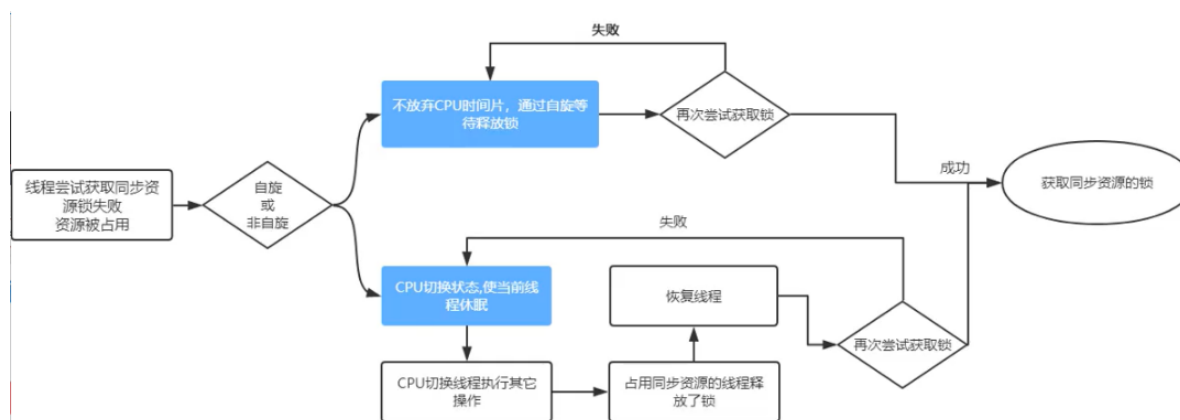 失败
不放弃CPU时间片，通过自旋等
待释放锁
再次尝试获取锁
线程尝试获取同步资
源锁失败
资源被占用
自旋
或
非自旋
成功
获取同步资源的锁
失败
CPU切换状态,使当前线
程休眠
恢复线程
再次尝试获取锁
CPU切换线程执行其它
操作
占用同步资源的线程释
放了锁